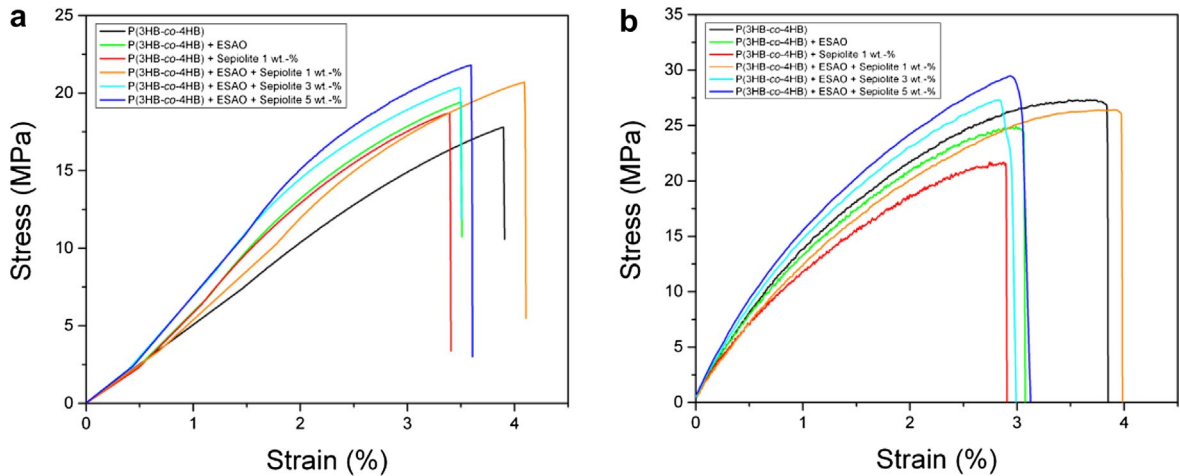 a
25
20
15
10
5
0
Stress (MPa)
P(3HB-co-4HB)
P(3HB-co-4HB) + ESAO
P(3HB-co-4HB) + Sepiolite 1 wt.-%
P(3HB-co-4HB) + ESAO + Sepiolite 1 wt.-%
P(3HB-co-4HB) + ESAO + Sepiolite 3 wt.-%
P(3HB-co-4HB) + ESAO + Sepiolite 5 wt.-%
0 1 2 3 4
Strain (%)
b
35
30
25
20
15
10
5
0
Stress (MPa)
P(3HB-co-4HB)
P(3HB-co-4HB) + ESAO
P(3HB-co-4HB) + Sepiolite 1 wt.-%
P(3HB-co-4HB) + ESAO + Sepiolite 1 wt.-%
P(3HB-co-4HB) + ESAO + Sepiolite 3 wt.-%
P(3HB-co-4HB) + ESAO + Sepiolite 5 wt.-%
0 1 2 3 4
Strain (%)